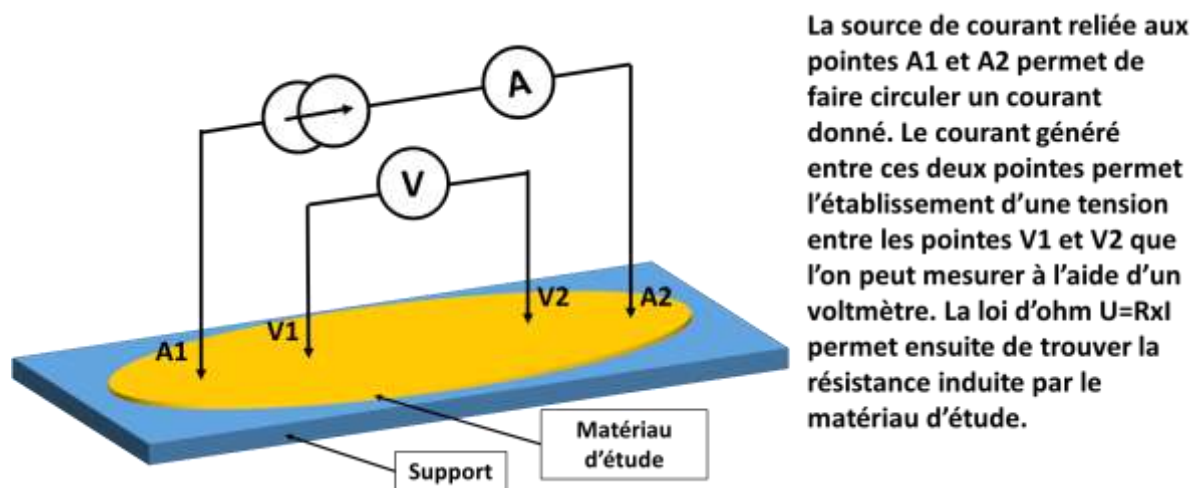 A
V
A1
V1
V2
A2
Matériau
d'étude
Support
La source de courant reliée aux
pointes A1 et A2 permet de
faire circuler un courant
donné. Le courant généré
entre ces deux pointes permet
l'établissement d'une tension
entre les pointes V1 et V2 que
l'on peut mesurer à l'aide d'un
voltmètre. La loi d'ohm U=RxI
permet ensuite de trouver la
résistance induite par le
matériau d'étude.